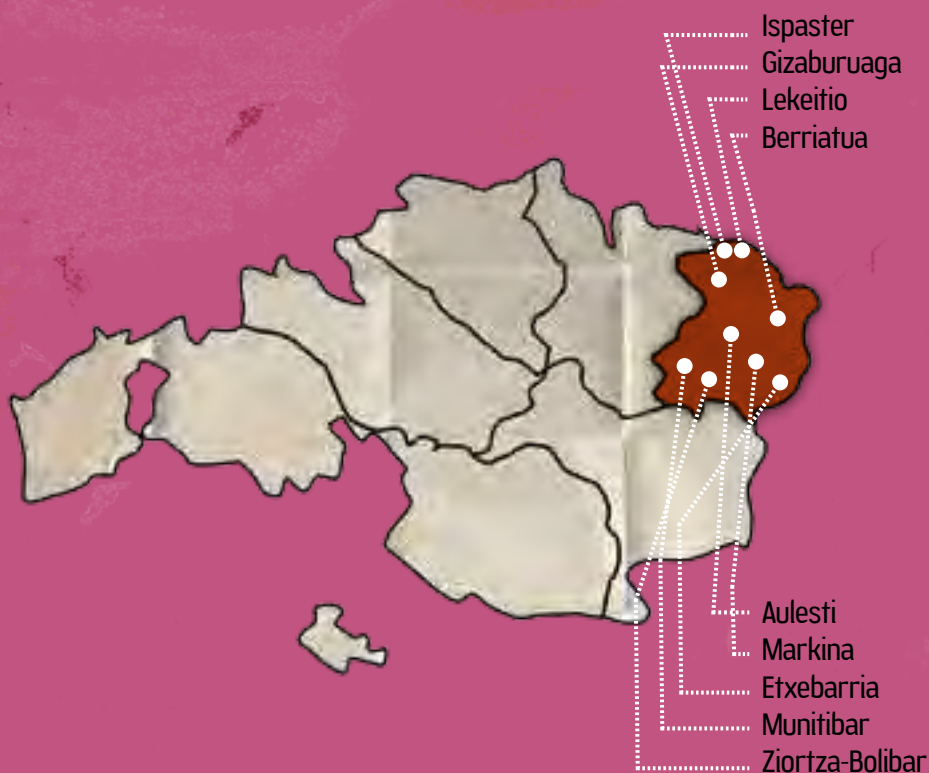 Ispaster
Gizaburuaga
Lekeitio
Berriatua
Aulesti
Markina
Etxebarria
Munitibar
Ziortza-Bolibar